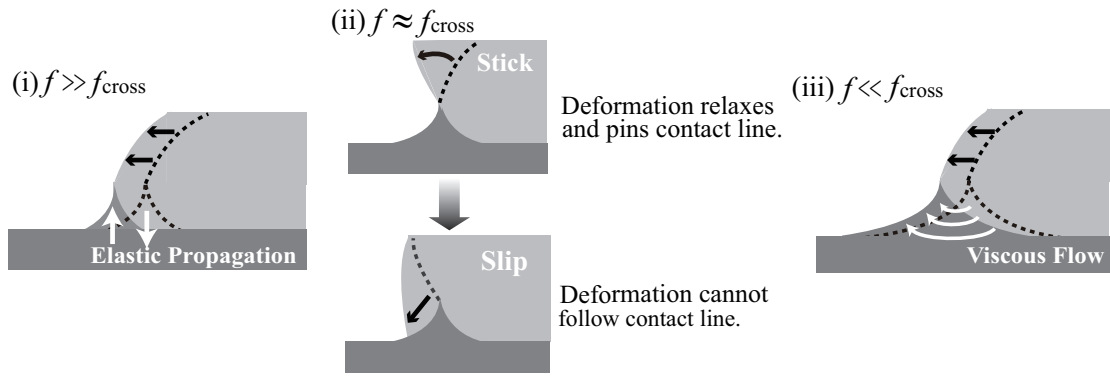 (i) f ≫ fcross
Elastic Propagation
(ii) f ≈ fcross
Stick
Deformation relaxes
and pins contact line.
Slip
Deformation cannot
follow contact line.
(iii) f ≪ fcross
Viscous Flow